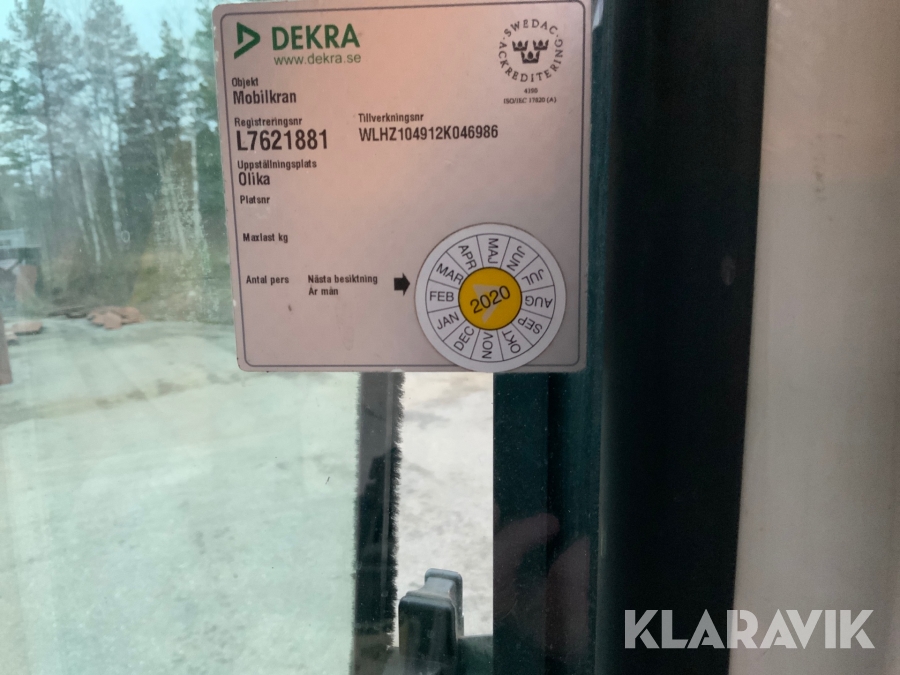 DEKRA
www.dekra.se
SWEDAC
ACKREDITERING
ISO/IEC 17020 (A)
Objekt
Mobilkran
Registreringsnr
L7621881
Tillverkningsnr
WLHZ104912K046986
Uppställningsplats
Olika
Platsnr
Maxlast kg
Antal pers
Nästa besiktning
År mån
JAN
FEB
MAR
APR
MAJ
JUN
JUL
AUG
SEP
OKT
NOV
DEC
2020
KLARAVIK